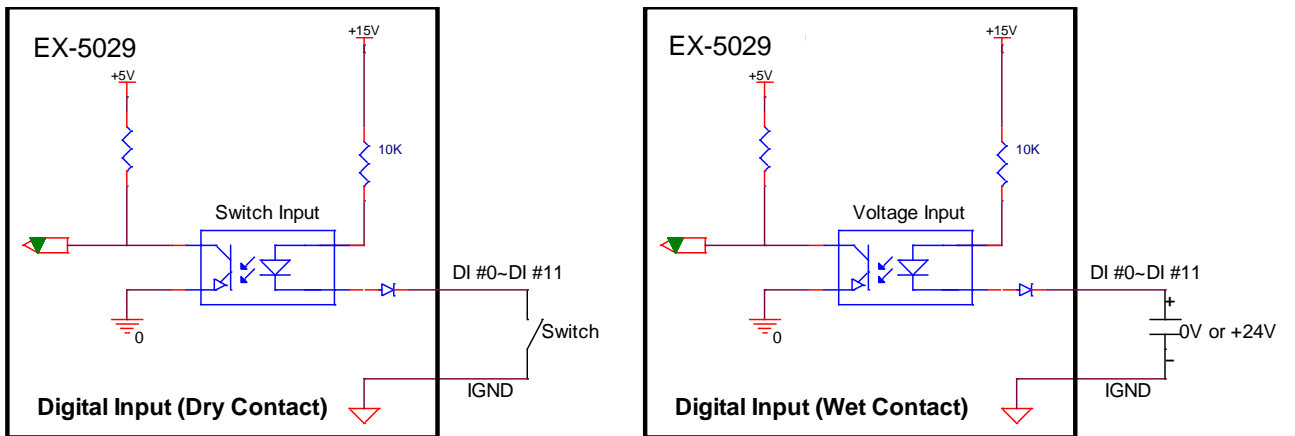 EX-5029
+15V
+5V
10K
Switch Input
DI #0~DI #11
Switch
0
IGND
Digital Input (Dry Contact)
EX-5029
+15V
+5V
10K
Voltage Input
DI #0~DI #11
+
0V or +24V
-
0
IGND
Digital Input (Wet Contact)